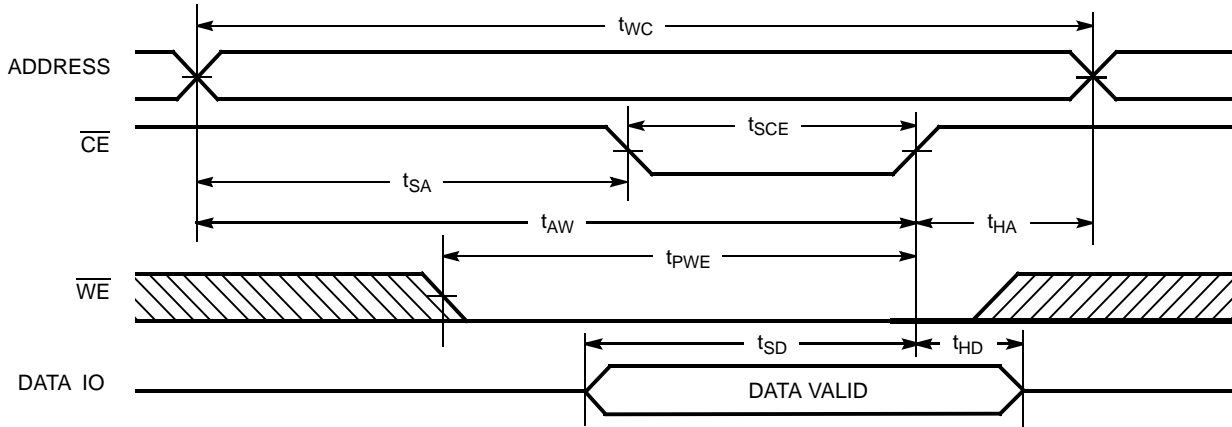 tWC
ADDRESS
CE
tSCE
tSA
tAW
tHA
tPWE
WE
tSD
tHD
DATA IO
DATA VALID